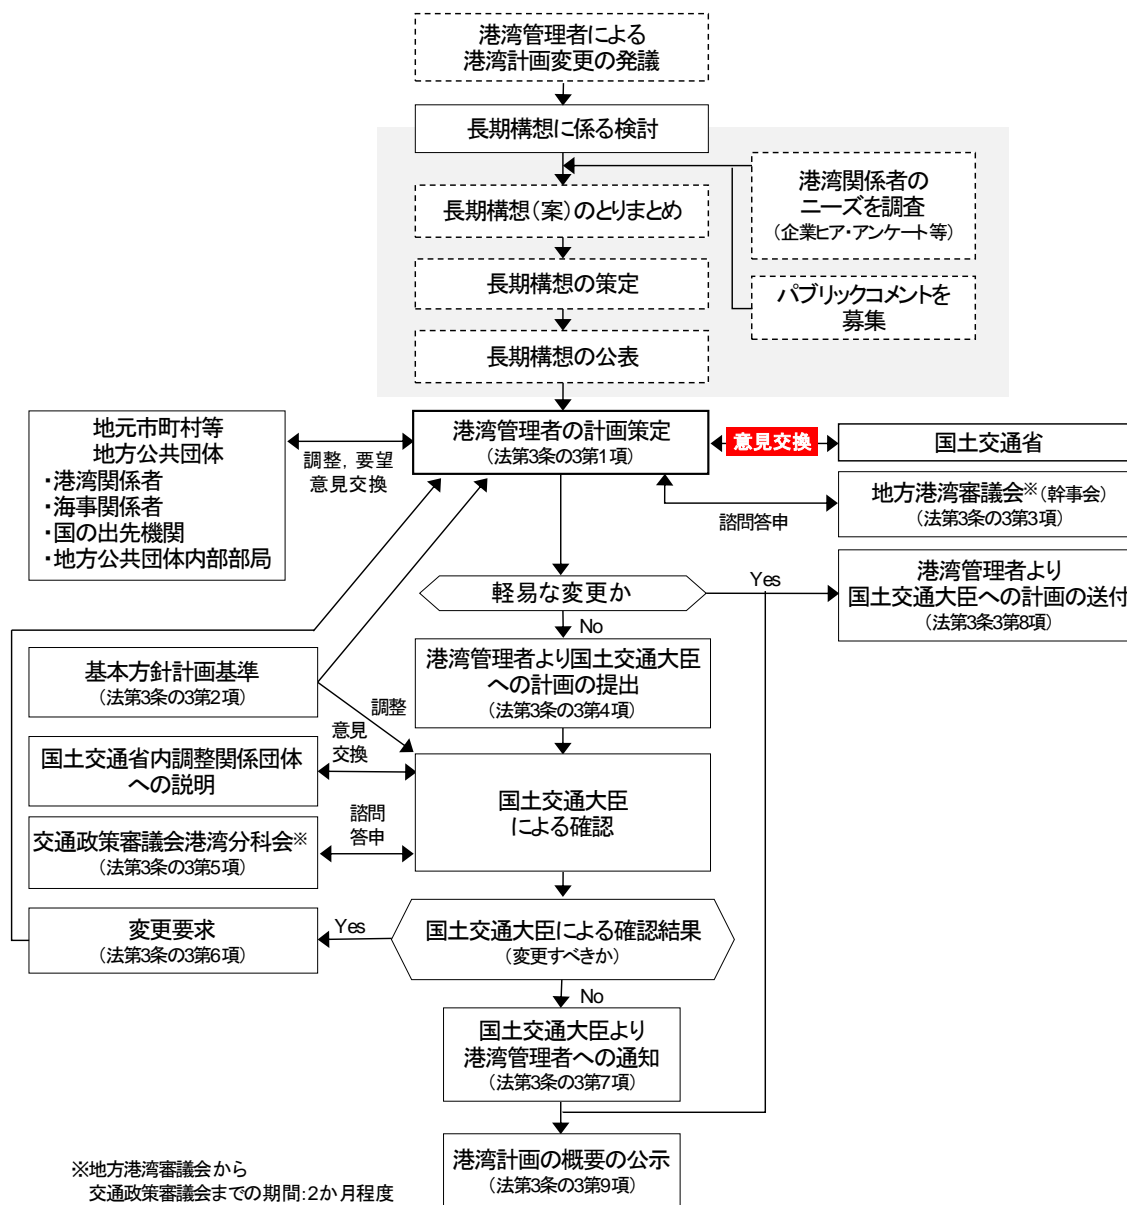 港湾管理者による
港湾計画変更の発議
長期構想に係る検討
港湾関係者の
ニーズを調査
（企業ヒア・アンケート等）
長期構想（案）のとりまとめ
長期構想の策定
パブリックコメントを
募集
長期構想の公表
地元市町村等
地方公共団体
・港湾関係者
・海事関係者
・国の出先機関
・地方公共団体内部部局
調整，要望
意見交換
港湾管理者の計画策定
（法第3条の3第1項）
意見交換
国土交通省
諮問答申
地方港湾審議会※（幹事会）
（法第3条の3第3項）
軽易な変更か
Yes
港湾管理者より
国土交通大臣への計画の送付
（法第3条3第8項）
No
港湾管理者より国土交通大臣
への計画の提出
（法第3条の3第4項）
基本方針計画基準
（法第3条の3第2項）
調整
国土交通省内調整関係団体
への説明
意見
交換
国土交通大臣
による確認
交通政策審議会港湾分科会※
（法第3条の3第5項）
諮問
答申
変更要求
（法第3条の3第6項）
Yes
国土交通大臣による確認結果
（変更すべきか）
No
国土交通大臣より
港湾管理者への通知
（法第3条の3第7項）
港湾計画の概要の公示
（法第3条の3第9項）
※地方港湾審議会から
交通政策審議会までの期間：2か月程度